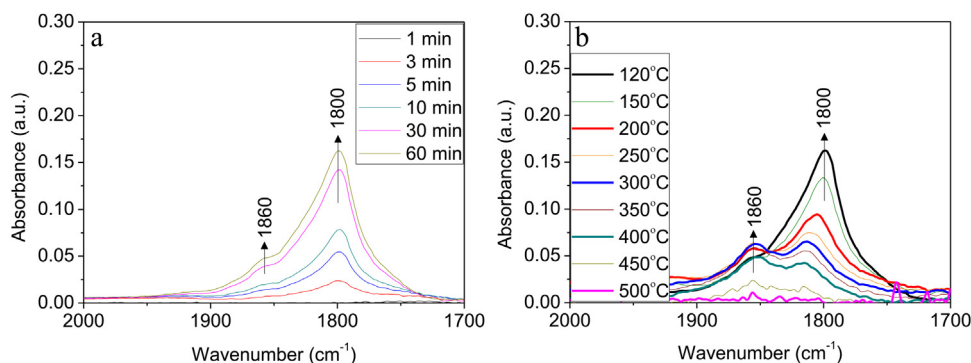 a
0.30
0.25
0.20
0.15
0.10
0.05
0.00
Absorbance (a.u.)
2000 1900 1800 1700
Wavenumber (cm⁻¹)
1860
1800
1 min
3 min
5 min
10 min
30 min
60 min
b
0.30
0.25
0.20
0.15
0.10
0.05
0.00
Absorbance (a.u.)
2000 1900 1800 1700
Wavenumber (cm⁻¹)
1860
1800
120°C
150°C
200°C
250°C
300°C
350°C
400°C
450°C
500°C